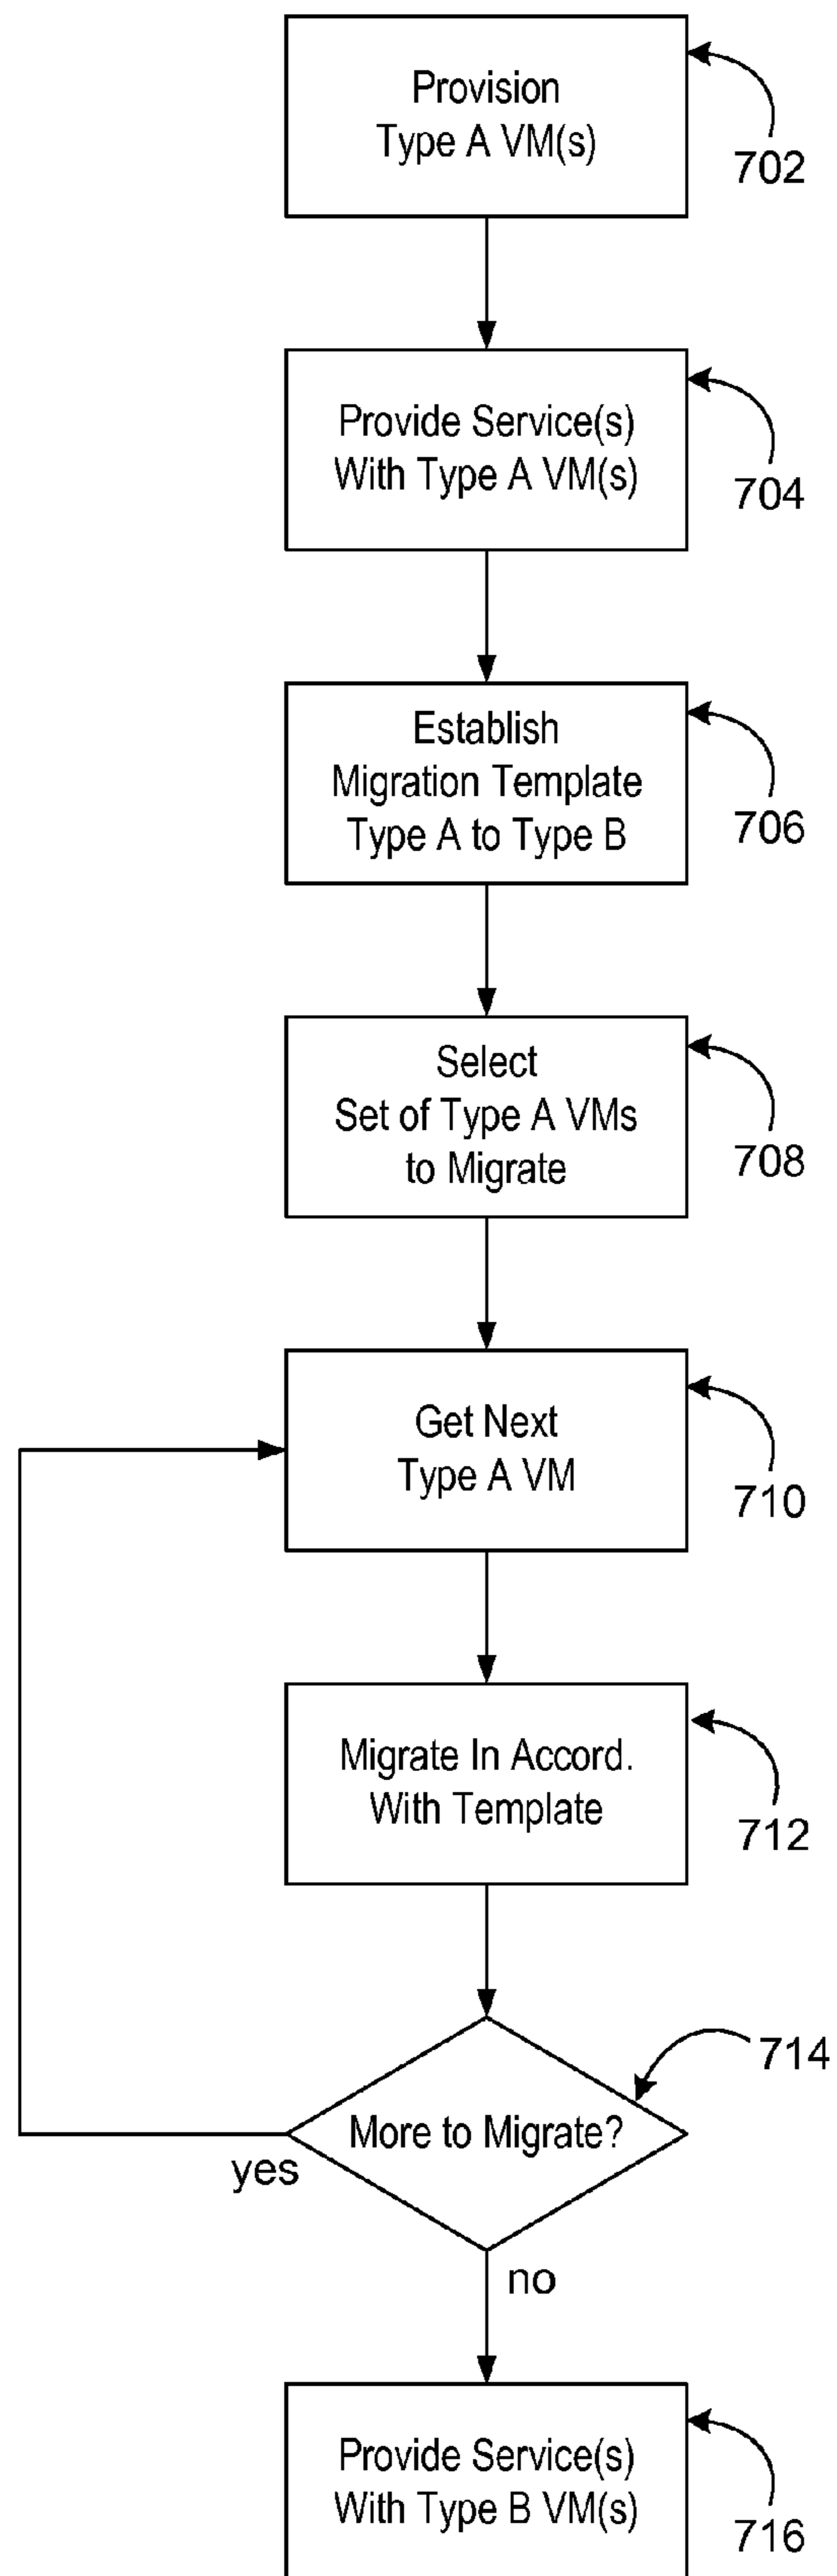 Provision
Type A VM(s)
702
Provide Service(s)
With Type A VM(s)
704
Establish
Migration Template
Type A to Type B
706
Select
Set of Type A VMs
to Migrate
708
Get Next
Type A VM
710
Migrate In Accord.
With Template
712
714
More to Migrate?
yes
no
Provide Service(s)
With Type B VM(s)
716